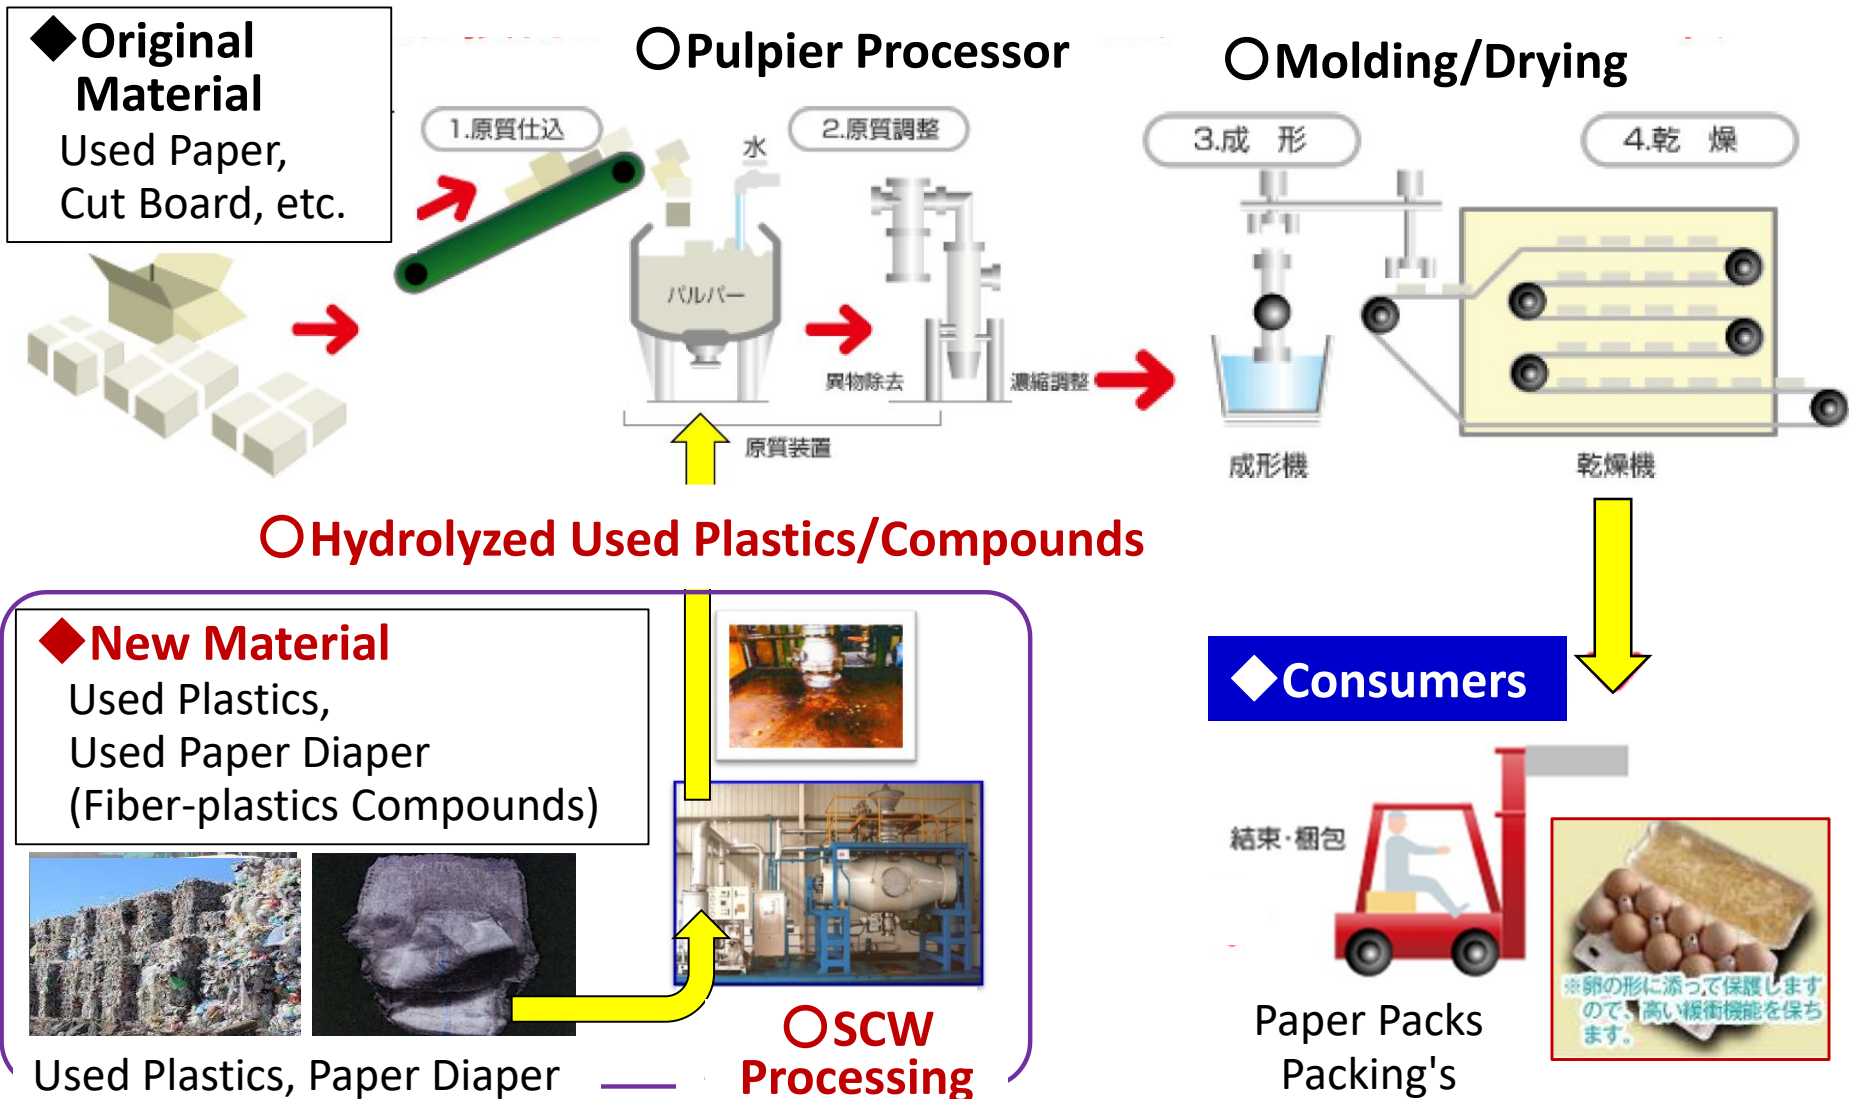 ◆Original
Material
Used Paper,
Cut Board, etc.
○Pulpier Processor
○Molding/Drying
1.原質仕込
水
2.原質調整
3.成 形
4.乾 燥
パルパー
異物除去
濃縮調整
原質装置
成形機
乾燥機
○Hydrolyzed Used Plastics/Compounds
◆New Material
Used Plastics,
Used Paper Diaper
(Fiber-plastics Compounds)
Used Plastics, Paper Diaper
○SCW
Processing
◆Consumers
結束・梱包
※卵の形に添って保護します
ので、高い緩衝機能を保ち
ます。
Paper Packs
Packing's